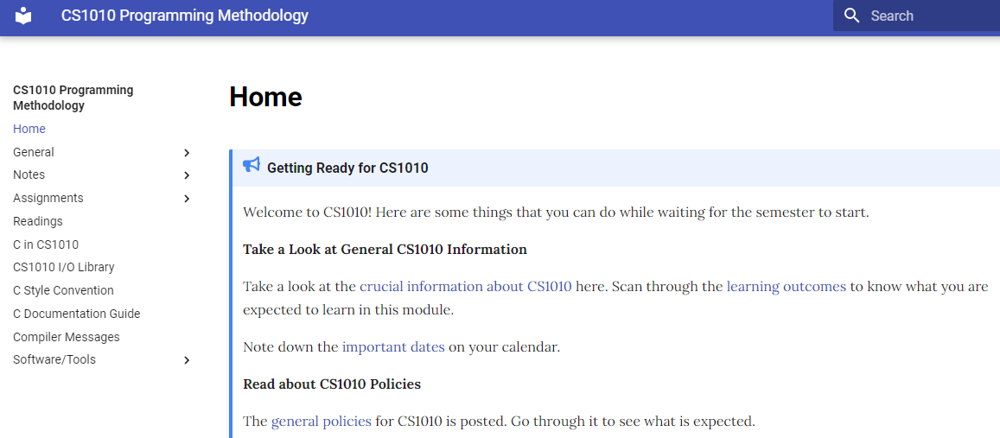 CS1010 Programming Methodology
Search
CS1010 Programming
Methodology
Home
General
Notes
Assignments
Readings
C in CS1010
CS1010 I/O Library
C Style Convention
C Documentation Guide
Compiler Messages
Software/Tools
Home
Getting Ready for CS1010
Welcome to CS1010! Here are some things that you can do while waiting for the semester to start.
Take a Look at General CS1010 Information
Take a look at the crucial information about CS1010 here. Scan through the learning outcomes to know what you are
expected to learn in this module.
Note down the important dates on your calendar.
Read about CS1010 Policies
The general policies for CS1010 is posted. Go through it to see what is expected.